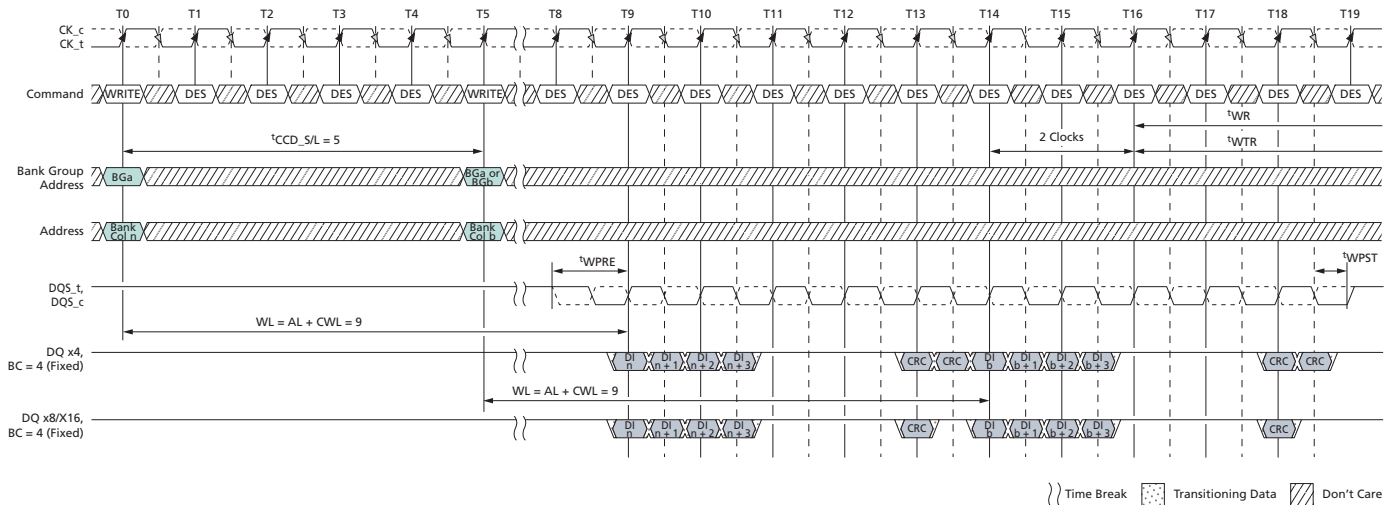 T0 T1 T2 T3 T4 T5 T8 T9 T10 T11 T12 T13 T14 T15 T16 T17 T18 T19
CK_c
CK_t
Command WRITE DES DES DES DES WRITE DES DES DES DES DES DES DES DES DES DES DES DES
tWR
2 Clocks
tCCD_S/L = 5
tWTR
Bank Group
Address
BGa
BGa or
BGb
Address
Bank
Col n
Bank
Col b
tWPRE
tWPST
DQS_t,
DQS_c
WL = AL + CWL = 9
DQ x4,
BC = 4 (Fixed)
DI
n
DI
n + 1
DI
n + 2
DI
n + 3
CRC
CRC
DI
b
DI
b + 1
DI
b + 2
DI
b + 3
CRC
CRC
WL = AL + CWL = 9
DQ x8/X16,
BC = 4 (Fixed)
DI
n
DI
n + 1
DI
n + 2
DI
n + 3
CRC
DI
b
DI
b + 1
DI
b + 2
DI
b + 3
CRC
Time Break Transitioning Data Don't Care